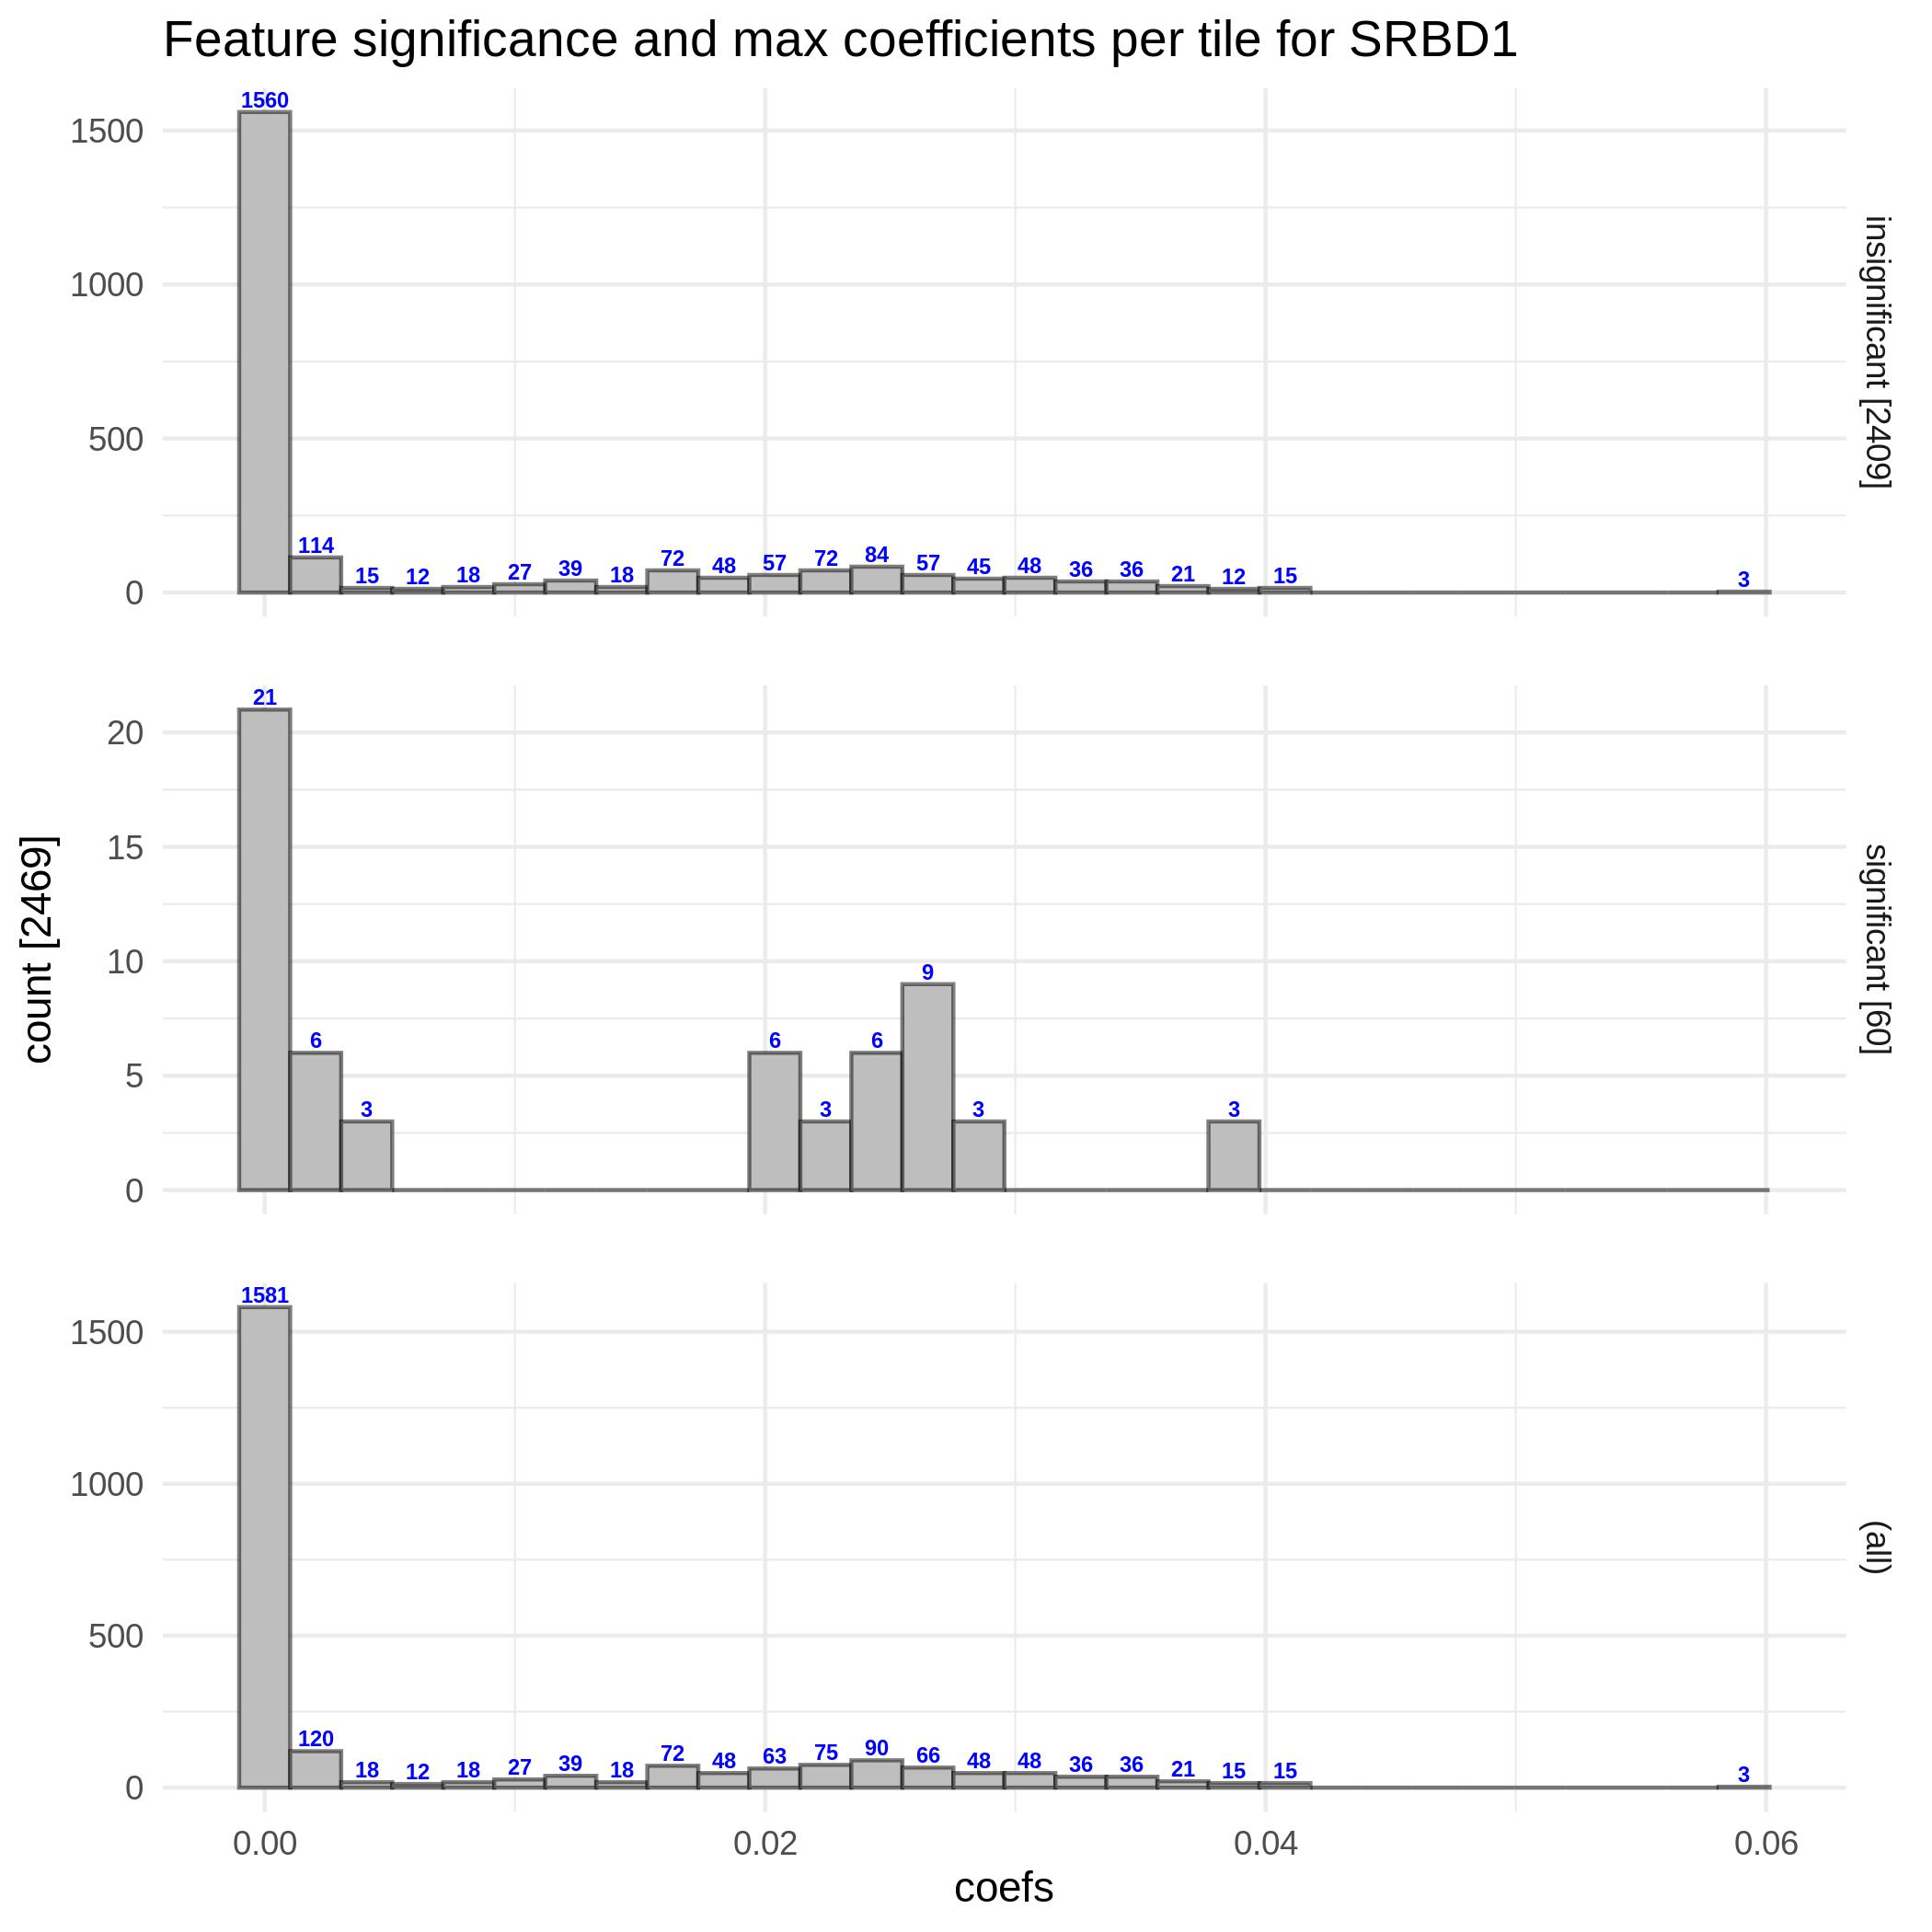 Feature significance and max coefficients per tile for SRBD1
1560
1500
1000
500
0
114 15 12 18 27 39 18 72 48 57 72 84 57 45 48 36 36 21 12 15 3
insignificant [2409]
count [2469]
21
20
15
10
5
0
6 3 6 3 6 9 3 3
significant [60]
1581
1500
1000
500
0
120 18 12 18 27 39 18 72 48 63 75 90 66 48 48 36 36 21 15 15 3
(all)
0.00 0.02 0.04 0.06
coefs